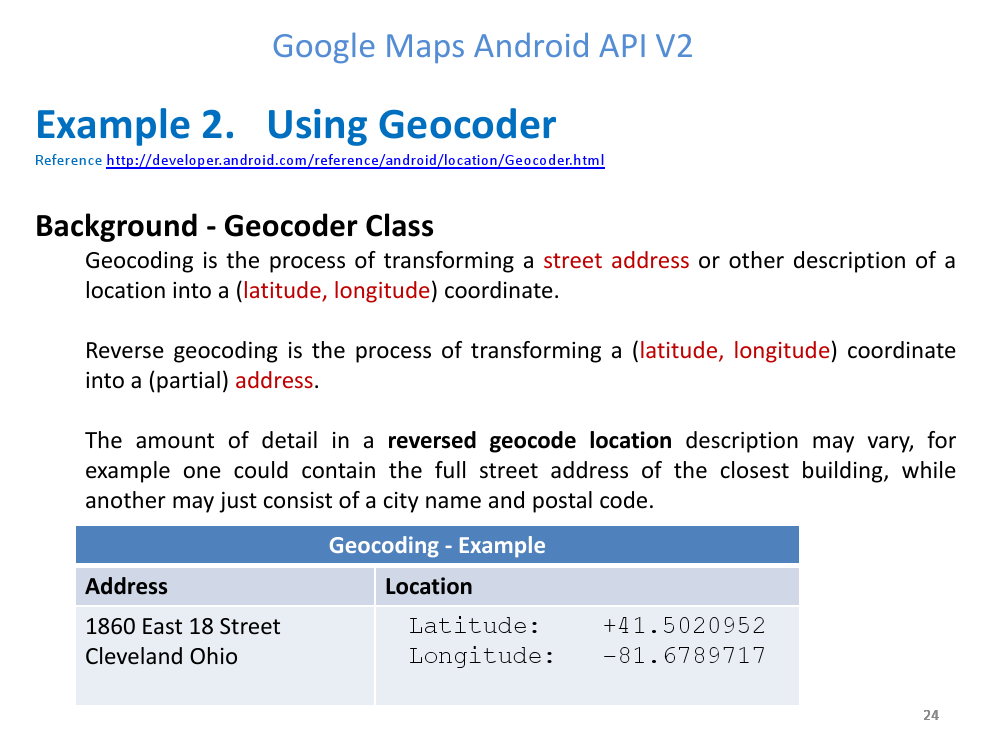 Google Maps Android API V2
Example 2.   Using Geocoder
Reference http://developer.android.com/reference/android/location/Geocoder.html
Background - Geocoder Class
Geocoding is the process of transforming a street address or other description of a
location into a (latitude, longitude) coordinate.
Reverse geocoding is the process of transforming a (latitude, longitude) coordinate
into a (partial) address.
The amount of detail in a reversed geocode location description may vary, for
example one could contain the full street address of the closest building, while
another may just consist of a city name and postal code.
Geocoding - Example
Address Location
1860 East 18 Street Latitude: +41.5020952
Cleveland Ohio Longitude: -81.6789717
24